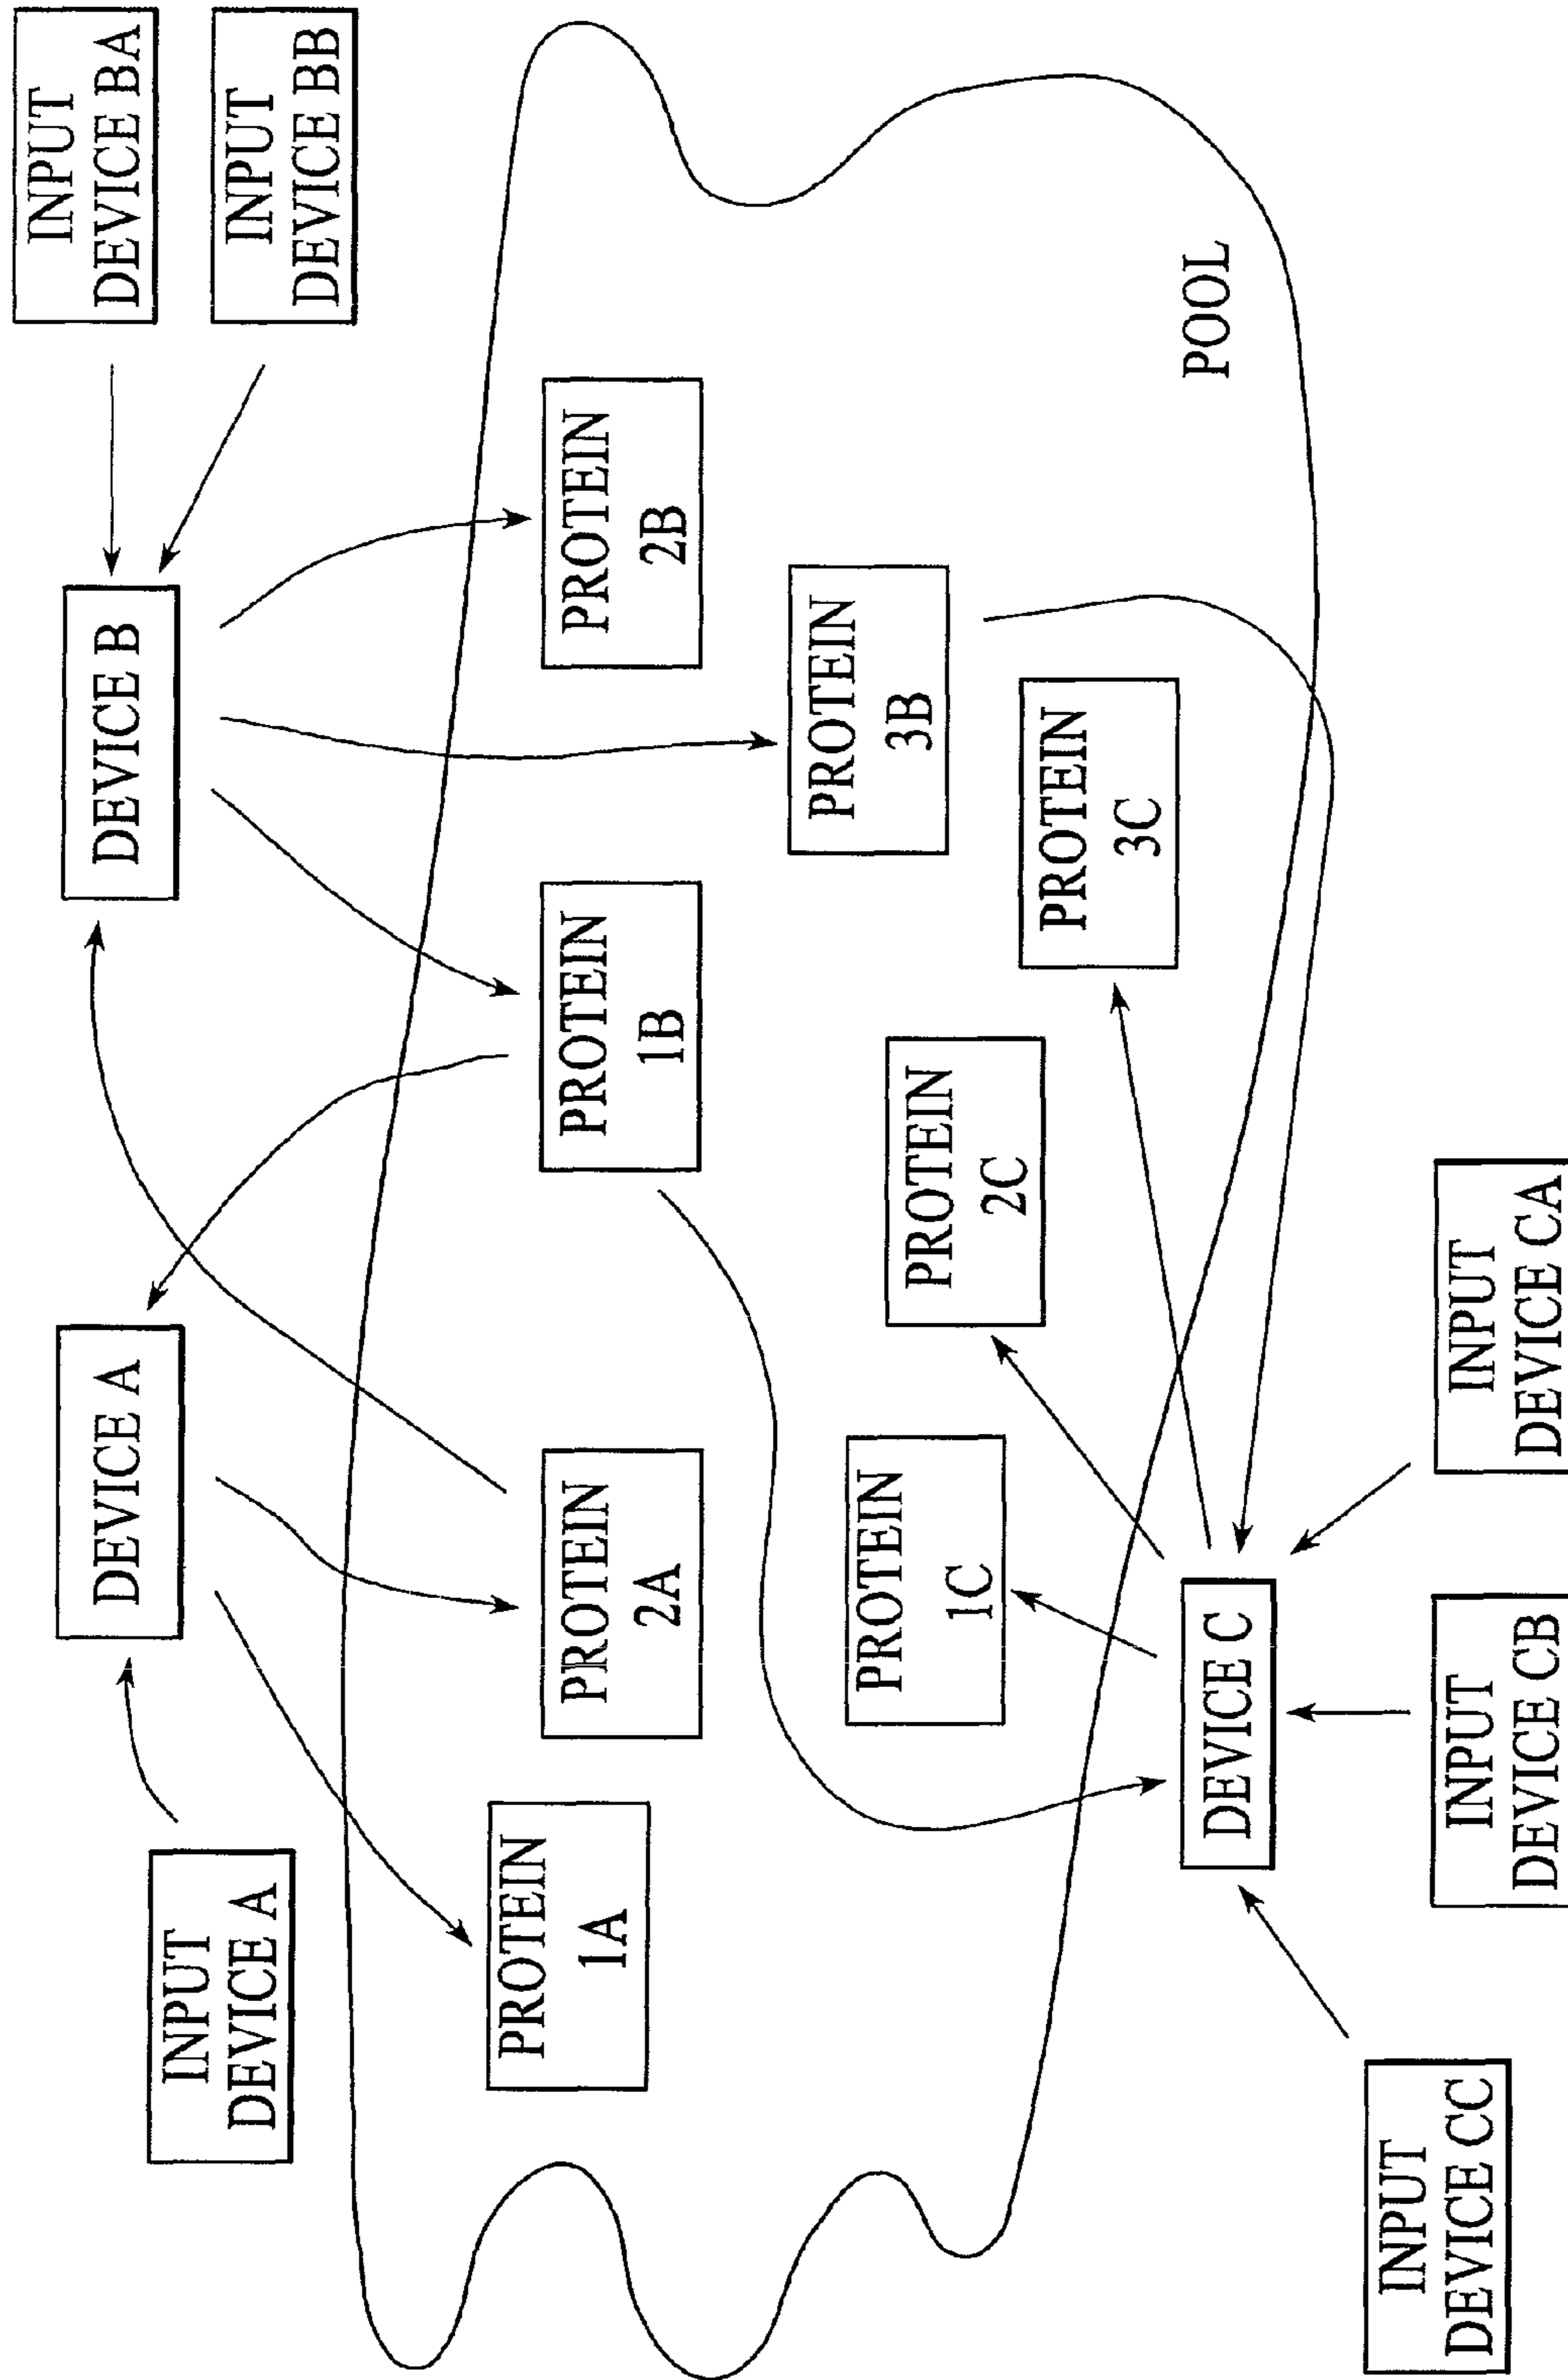 INPUT
DEVICE A
DEVICE A
DEVICE B
INPUT
DEVICE BA
INPUT
DEVICE BB
PROTEIN
1A
PROTEIN
2A
PROTEIN
1B
PROTEIN
2B
PROTEIN
3B
PROTEIN
1C
PROTEIN
2C
PROTEIN
3C
POOL
DEVICE C
INPUT
DEVICE CC
INPUT
DEVICE CB
INPUT
DEVICE CA